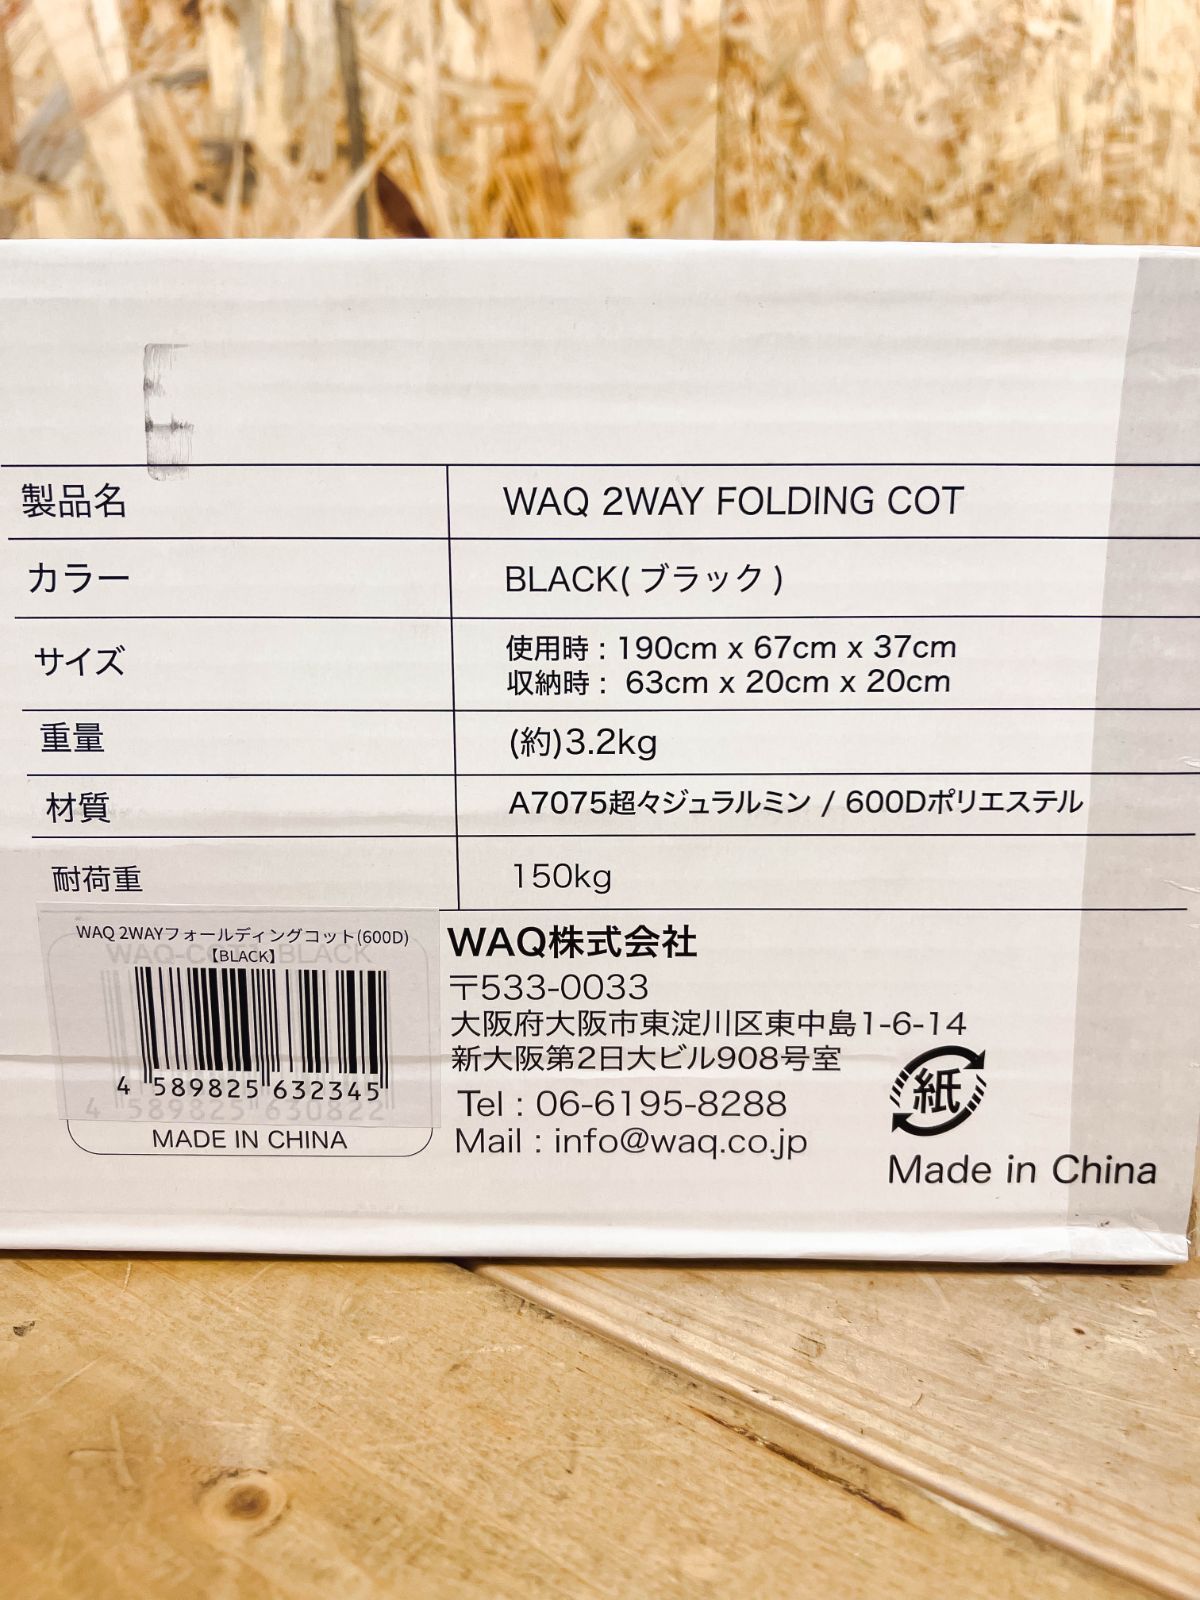 製品名 WAQ 2WAY FOLDING COT
カラー BLACK( ブラック )
サイズ 使用時 : 190cm x 67cm x 37cm
収納時 : 63cm x 20cm x 20cm
重量 (約)3.2kg
材質 A7075超々ジュラルミン / 600Dポリエステル
耐荷重 150kg
WAQ 2WAYフォールディングコット(600D)
【BLACK】
WAQ-COT1-BLACK
4 589825 632345
4 589825 630822
MADE IN CHINA
WAQ株式会社
〒533-0033
大阪府大阪市東淀川区東中島1-6-14
新大阪第2日大ビル908号室
Tel : 06-6195-8288
Mail : info@waq.co.jp
紙
Made in China